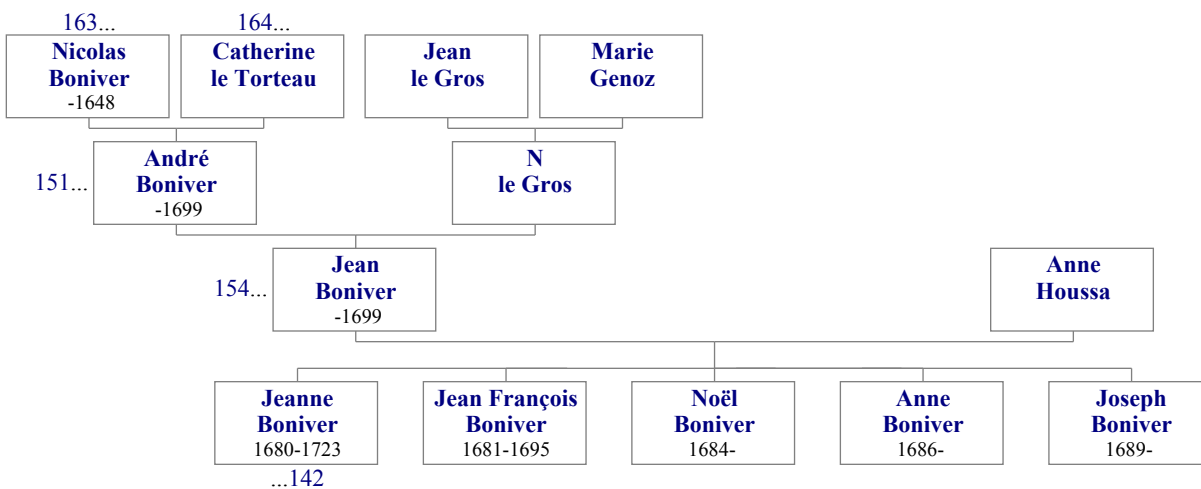 163...
164...
Nicolas
Boniver
-1648
Catherine
le Torteau
Jean
le Gros
Marie
Genoz
151...
André
Boniver
-1699
N
le Gros
154...
Jean
Boniver
-1699
Anne
Houssa
Jeanne
Boniver
1680-1723
...142
Jean François
Boniver
1681-1695
Noël
Boniver
1684-
Anne
Boniver
1686-
Joseph
Boniver
1689-